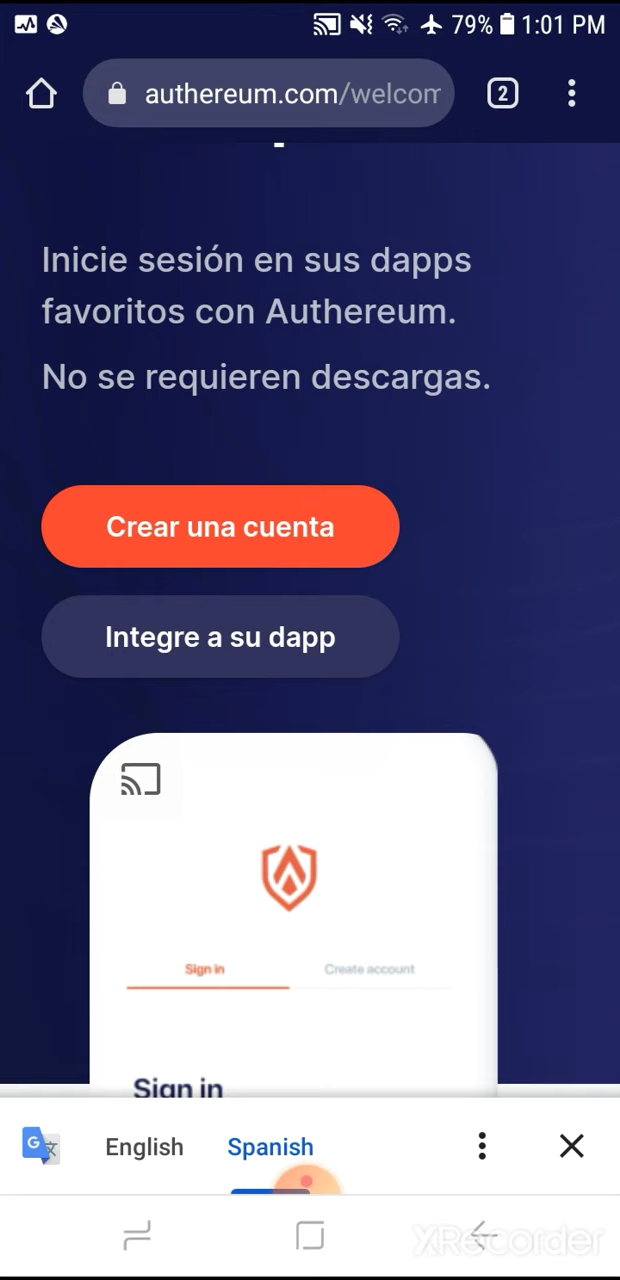 79% 1:01 PM
authereum.com/welcom
2
Inicie sesión en sus dapps
favoritos con Authereum.
No se requieren descargas.
Crear una cuenta
Integre a su dapp
Sign in Create account
Sign in
G 文 English Spanish
XRecorder